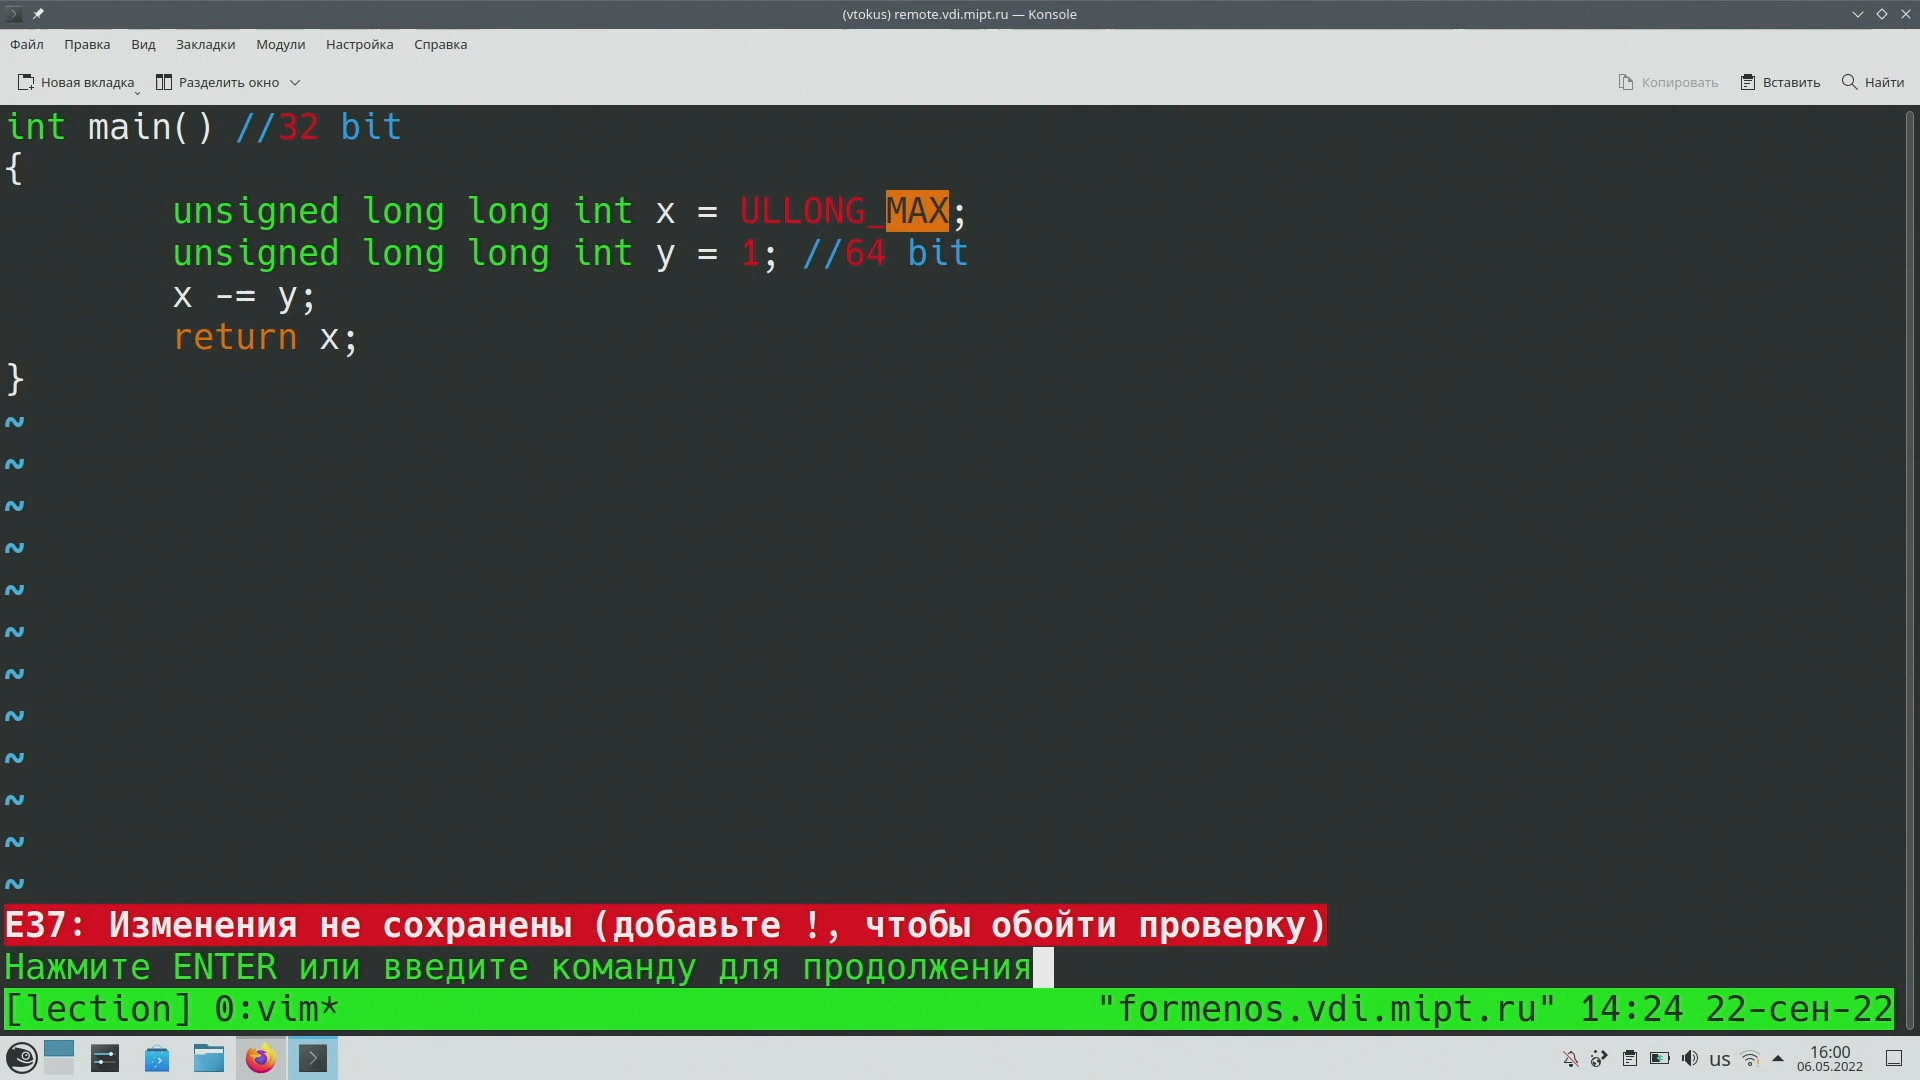 (vtokus) remote.vdi.mipt.ru — Konsole
Файл Правка Вид Закладки Модули Настройка Справка
Новая вкладка Разделить окно Копировать Вставить Найти
int main() //32 bit
{
unsigned long long int x = ULLONG_MAX;
unsigned long long int y = 1; //64 bit
x -= y;
return x;
}
~
~
~
~
~
~
~
~
~
~
~
~
E37: Изменения не сохранены (добавьте !, чтобы обойти проверку)
Нажмите ENTER или введите команду для продолжения
[lection] 0:vim* "formenos.vdi.mipt.ru" 14:24 22-сен-22
us 16:00
06.05.2022